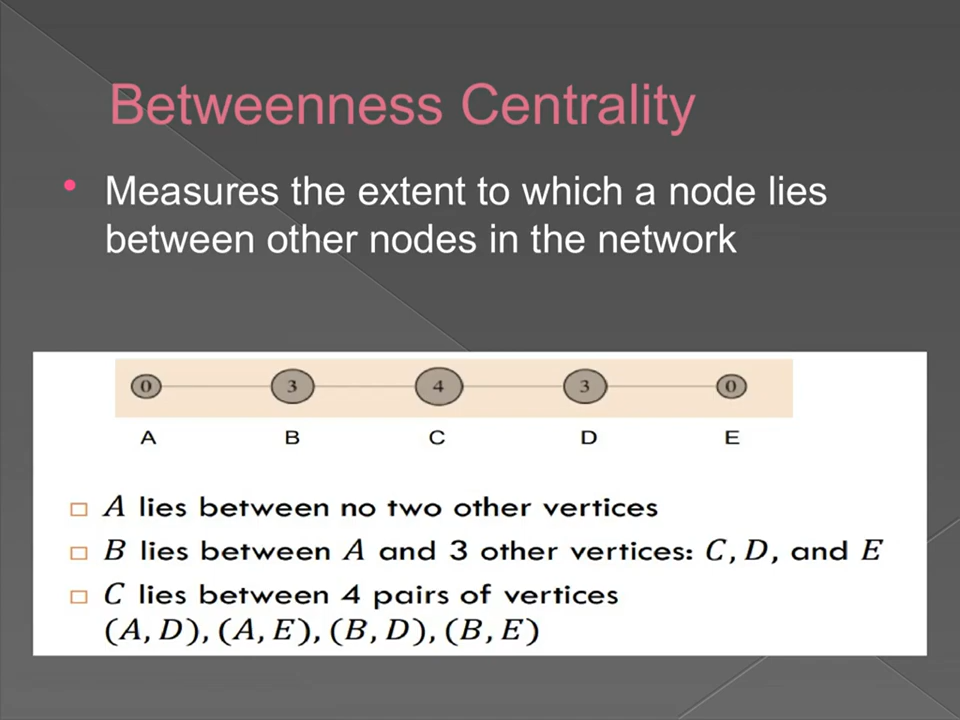 Betweenness Centrality
• Measures the extent to which a node lies
between other nodes in the network
0 3 4 3 0
A B C D E
□ A lies between no two other vertices
□ B lies between A and 3 other vertices: C, D, and E
□ C lies between 4 pairs of vertices
(A, D), (A, E), (B, D), (B, E)